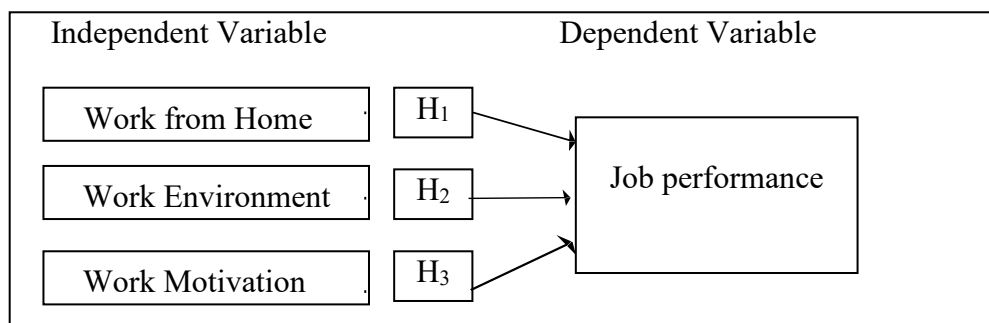 Independent Variable Dependent Variable
Work from Home H₁
Job performance
Work Environment H₂
Work Motivation H₃